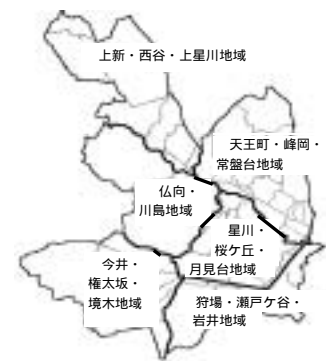 上新・西谷・上星川地域
天王町・峰岡・
常盤台地域
仏向・
川島地域
星川・
桜ケ丘・
月見台地域
今井・
権太坂・
境木地域
狩場・瀬戸ケ谷・
岩井地域